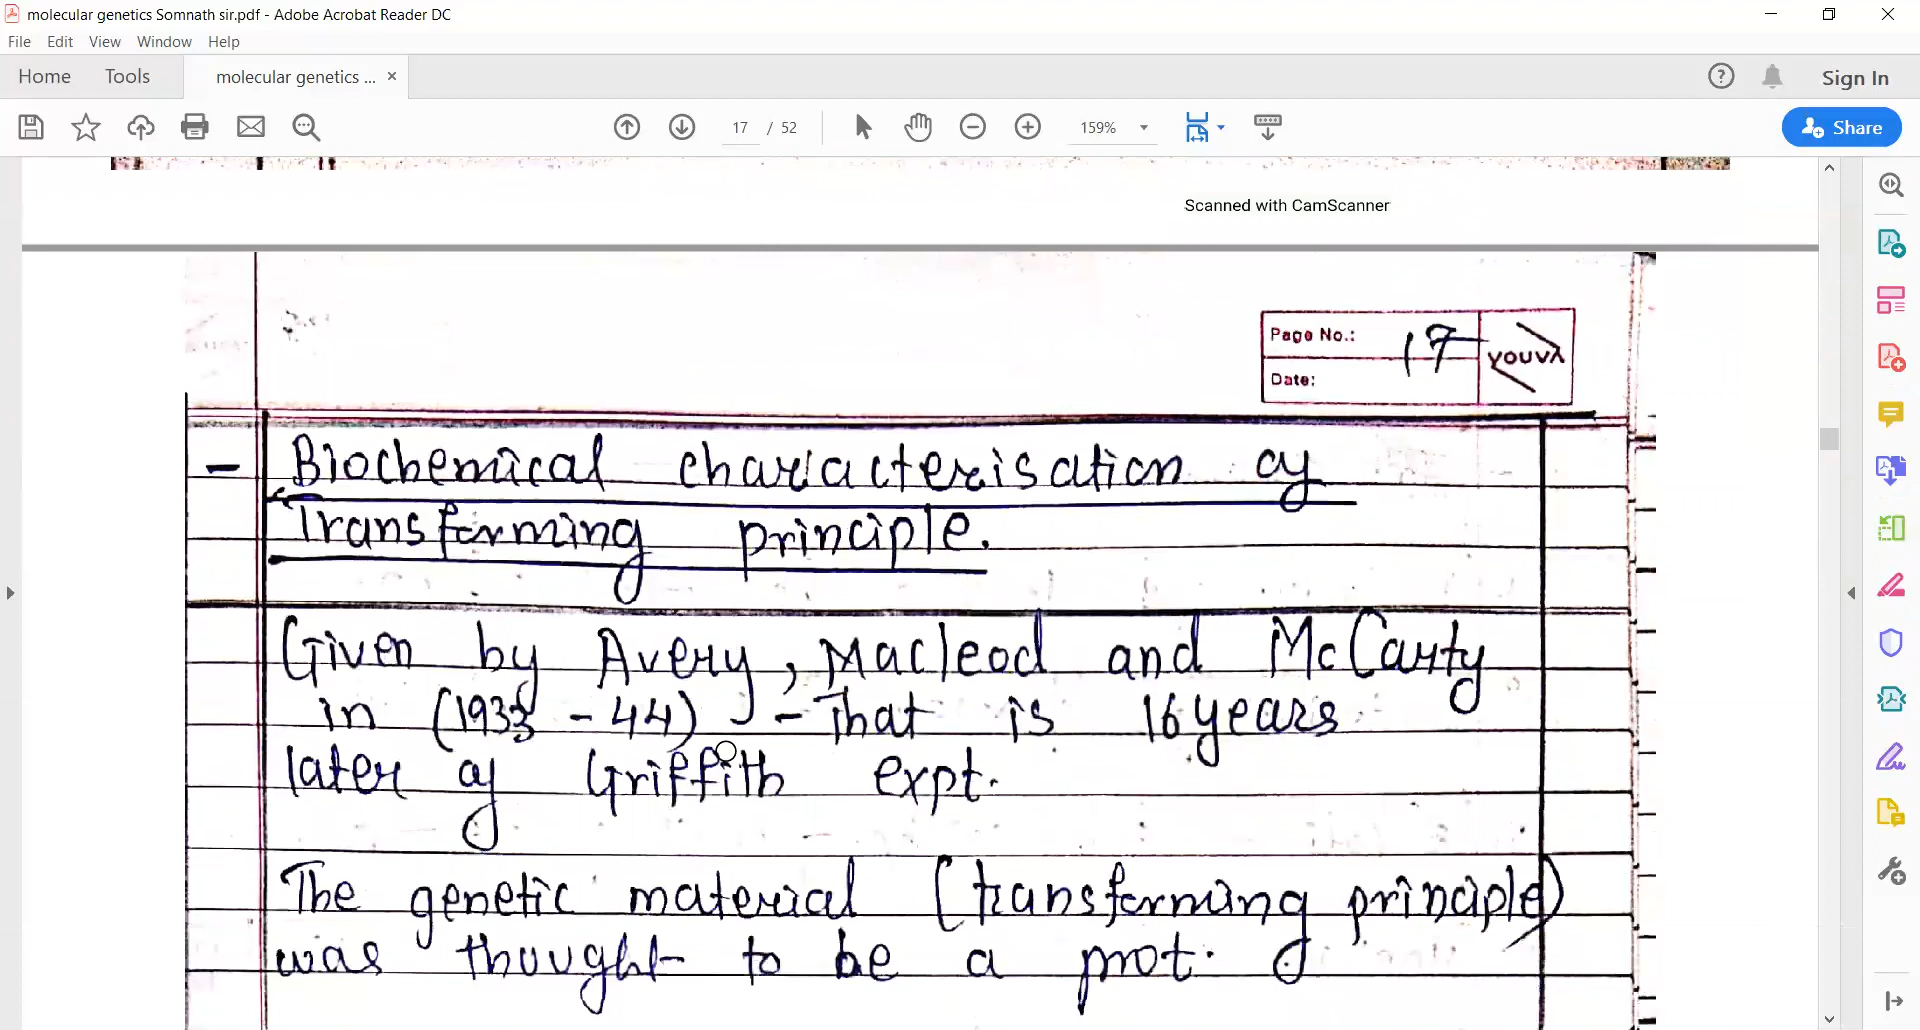 molecular genetics Somnath sir.pdf - Adobe Acrobat Reader DC
File Edit View Window Help
Home Tools molecular genetics ... × Sign In
17 / 52 159% Share
Scanned with CamScanner
Page No.: 17
youva
Date:
- Biochemical characterisation of
Transforming principle.
Given by Avery, Macleod and McCarty
in (1933 - 44) - That is 16 years
later of Griffith expt.
The genetic material (transforming principle)
was thought to be a prot.